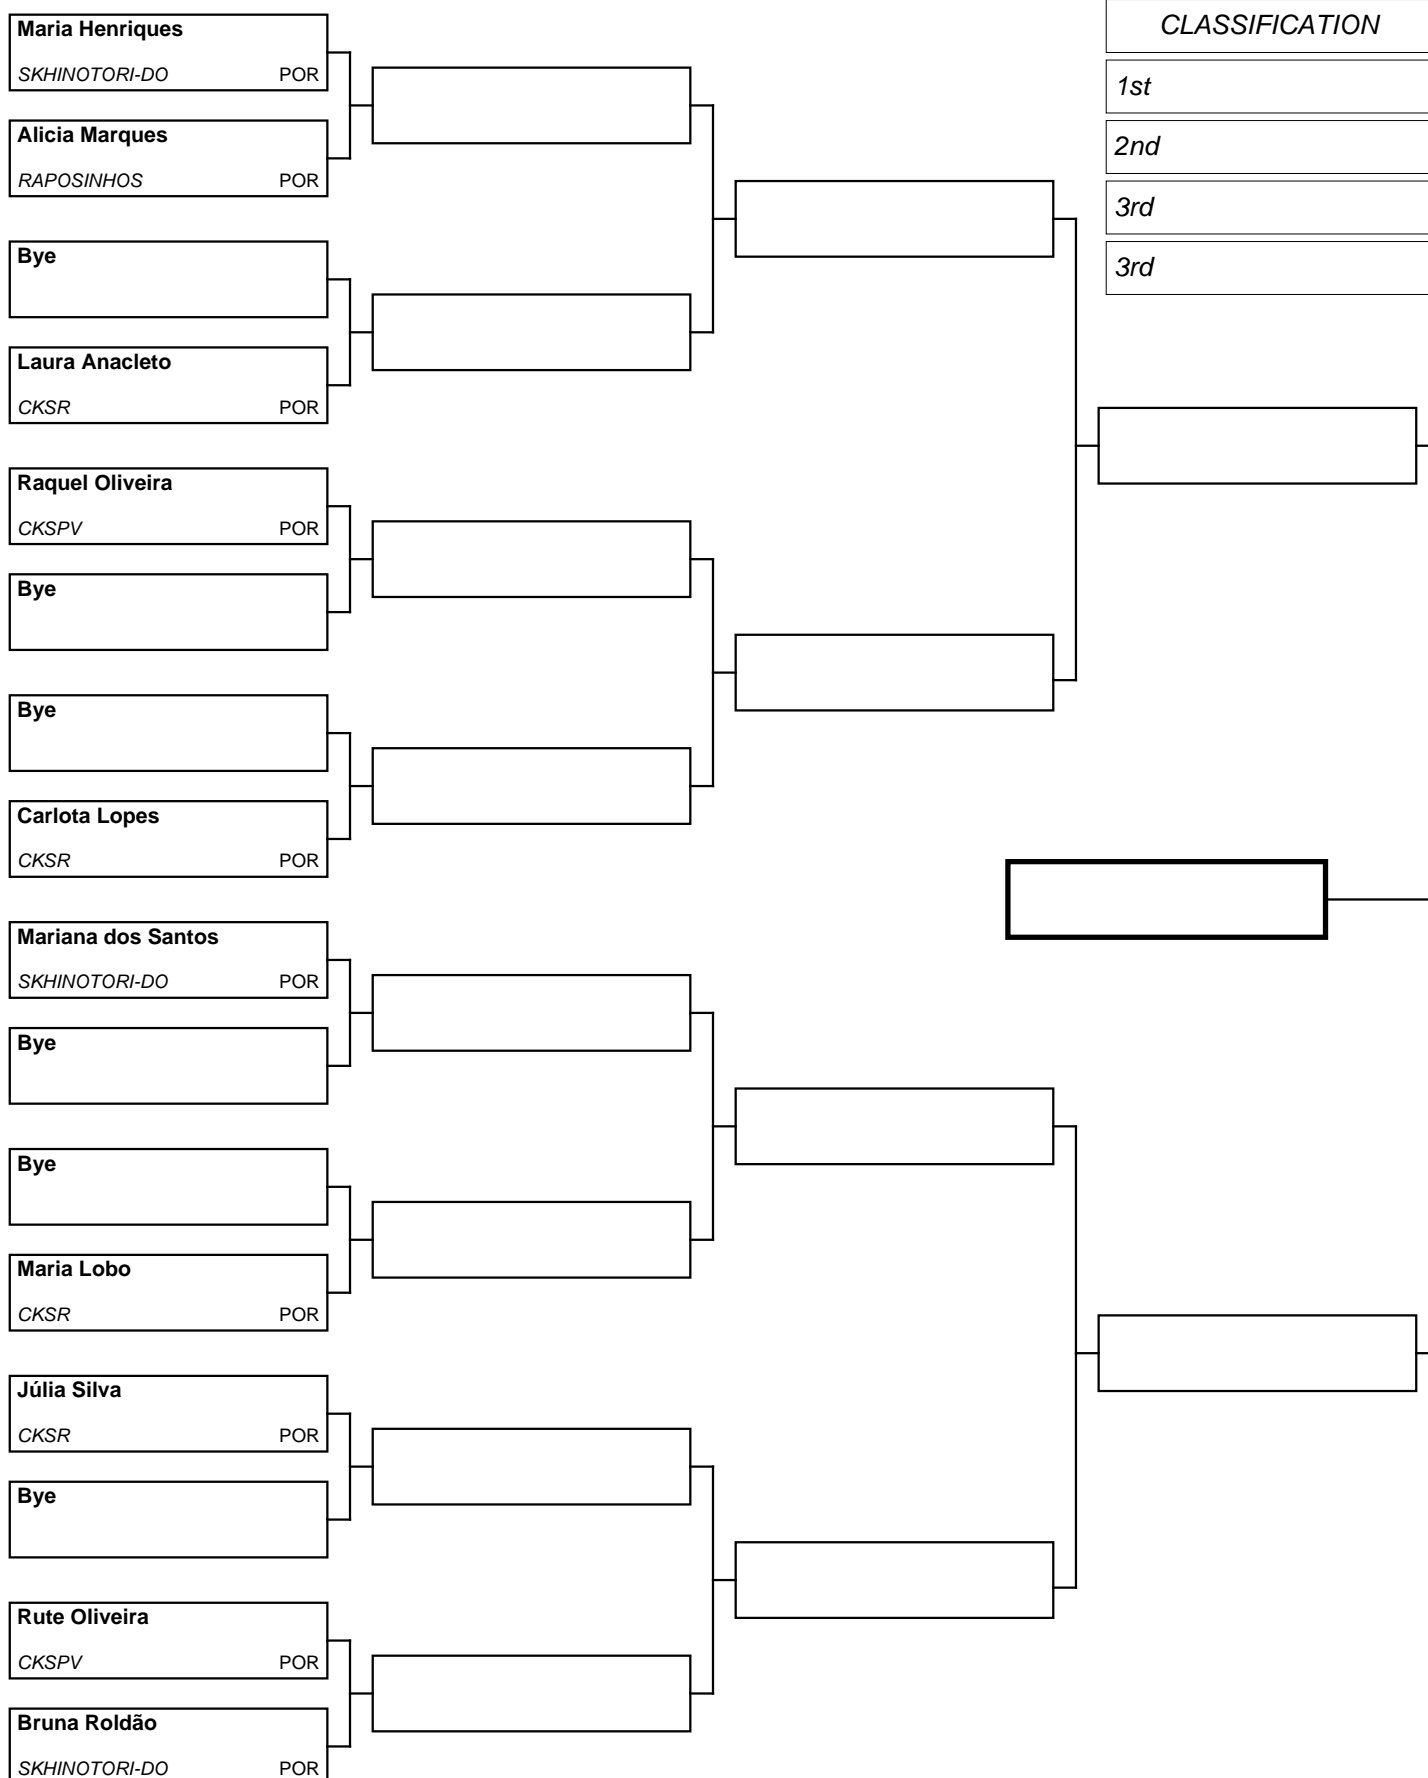 Maria Henriques
SKHINOTORI-DO POR
Alicia Marques
RAPOSINHOS POR
Bye
Laura Anacleto
CKSR POR
Raquel Oliveira
CKSPV POR
Bye
Bye
Carlota Lopes
CKSR POR
Mariana dos Santos
SKHINOTORI-DO POR
Bye
Bye
Maria Lobo
CKSR POR
Júlia Silva
CKSR POR
Bye
Rute Oliveira
CKSPV POR
Bruna Roldão
SKHINOTORI-DO POR
CLASSIFICATION
1st
2nd
3rd
3rd